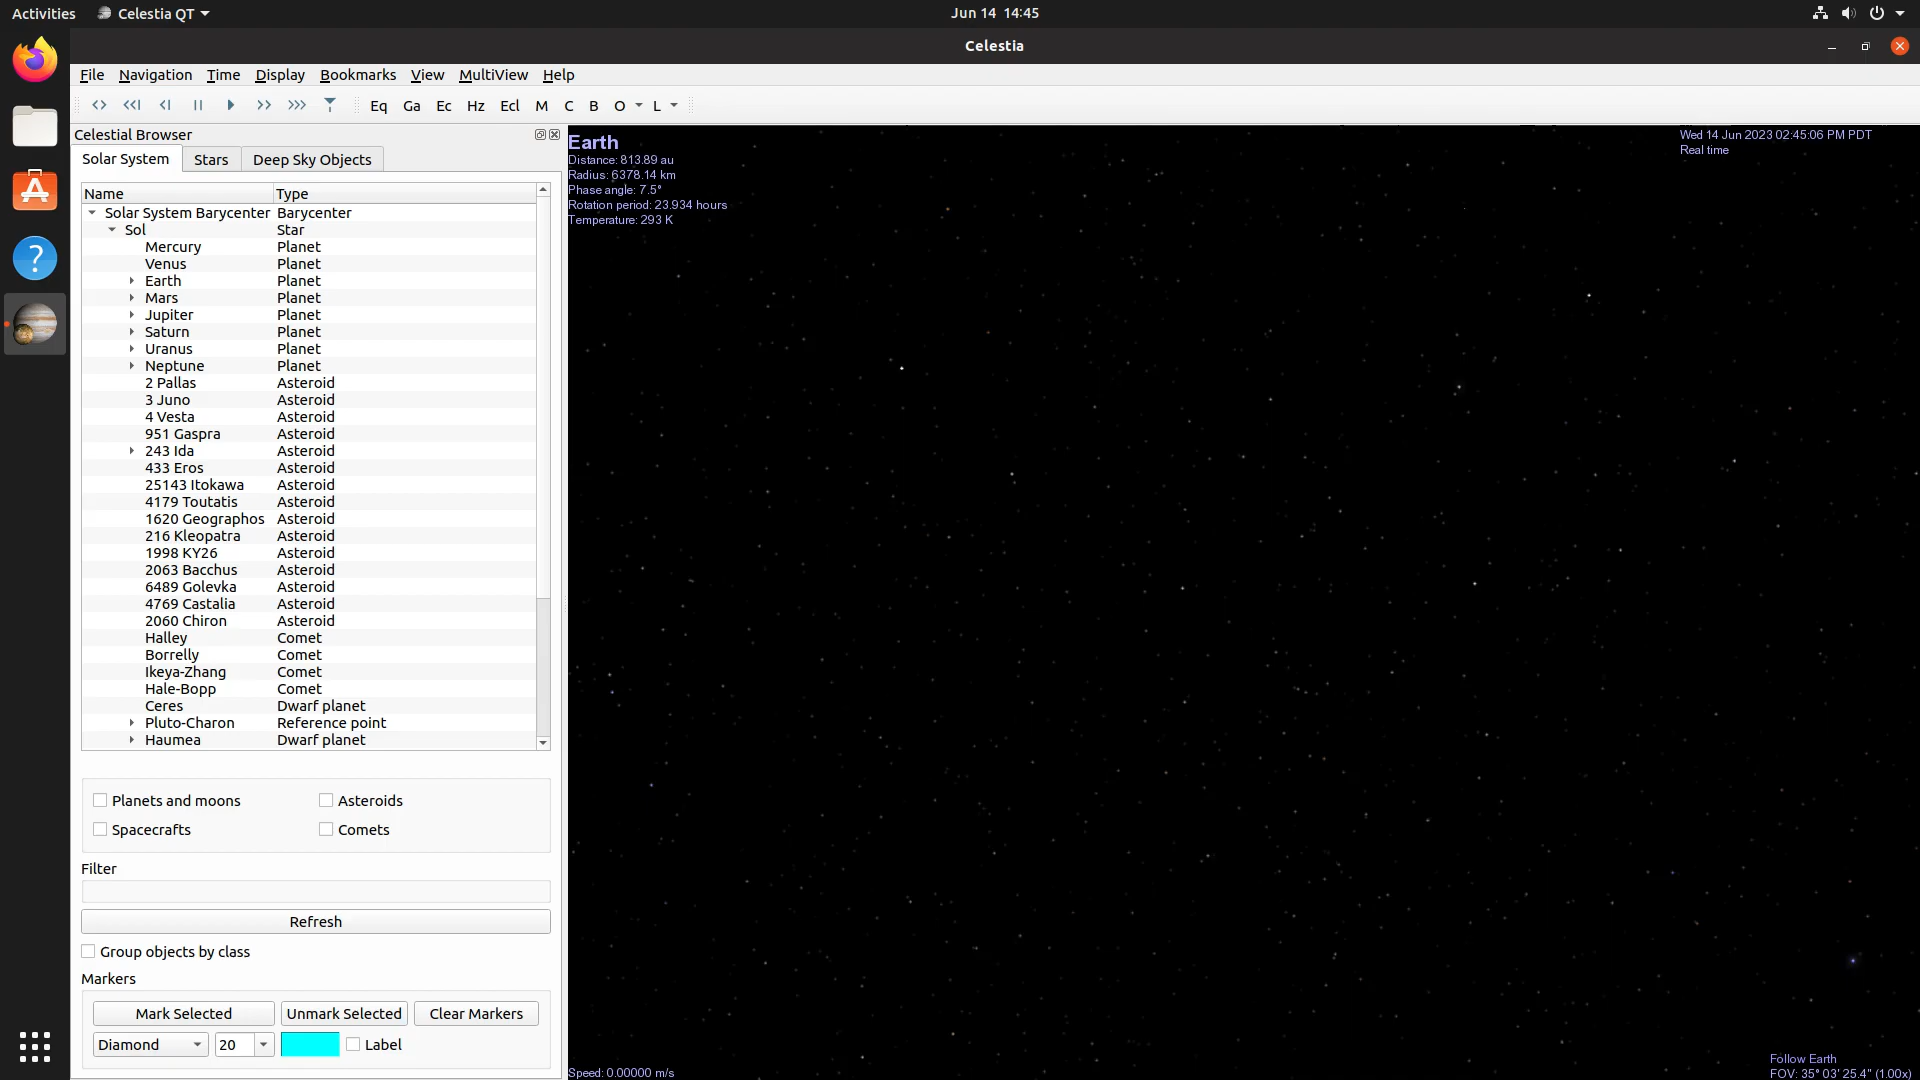 Activities
Celestia QT
Jun 14 14:45
Celestia
File Navigation Time Display Bookmarks View MultiView Help
Eq Ga Ec Hz Ecl M C B O L
Celestial Browser
Solar System Stars Deep Sky Objects
Name Type
Solar System Barycenter Barycenter
Sol Star
Mercury Planet
Venus Planet
Earth Planet
Mars Planet
Jupiter Planet
Saturn Planet
Uranus Planet
Neptune Planet
2 Pallas Asteroid
3 Juno Asteroid
4 Vesta Asteroid
951 Gaspra Asteroid
243 Ida Asteroid
433 Eros Asteroid
25143 Itokawa Asteroid
4179 Toutatis Asteroid
1620 Geographos Asteroid
216 Kleopatra Asteroid
1998 KY26 Asteroid
2063 Bacchus Asteroid
6489 Golevka Asteroid
4769 Castalia Asteroid
2060 Chiron Asteroid
Halley Comet
Borrelly Comet
Ikeya-Zhang Comet
Hale-Bopp Comet
Ceres Dwarf planet
Pluto-Charon Reference point
Haumea Dwarf planet
Planets and moons Asteroids
Spacecrafts Comets
Filter
Refresh
Group objects by class
Markers
Mark Selected Unmark Selected Clear Markers
Diamond 20 Label
Earth
Distance: 813.89 au
Radius: 6378.14 km
Phase angle: 7.5°
Rotation period: 23.934 hours
Temperature: 293 K
Wed 14 Jun 2023 02:45:06 PM PDT
Real time
Speed: 0.00000 m/s
Follow Earth
FOV: 35° 03' 25.4" (1.00x)